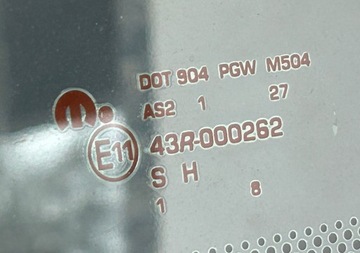 DOT 904 PGW M504
AS2 1 27
m.
E11 43R-000262
S H
1 8